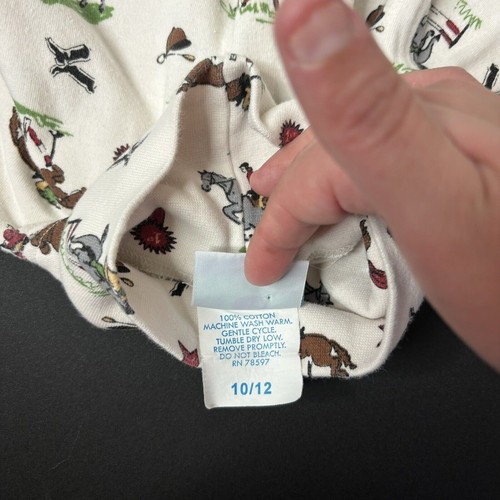 100% COTTON
MACHINE WASH WARM.
GENTLE CYCLE.
TUMBLE DRY LOW.
REMOVE PROMPTLY.
DO NOT BLEACH.
RN 78597
10/12